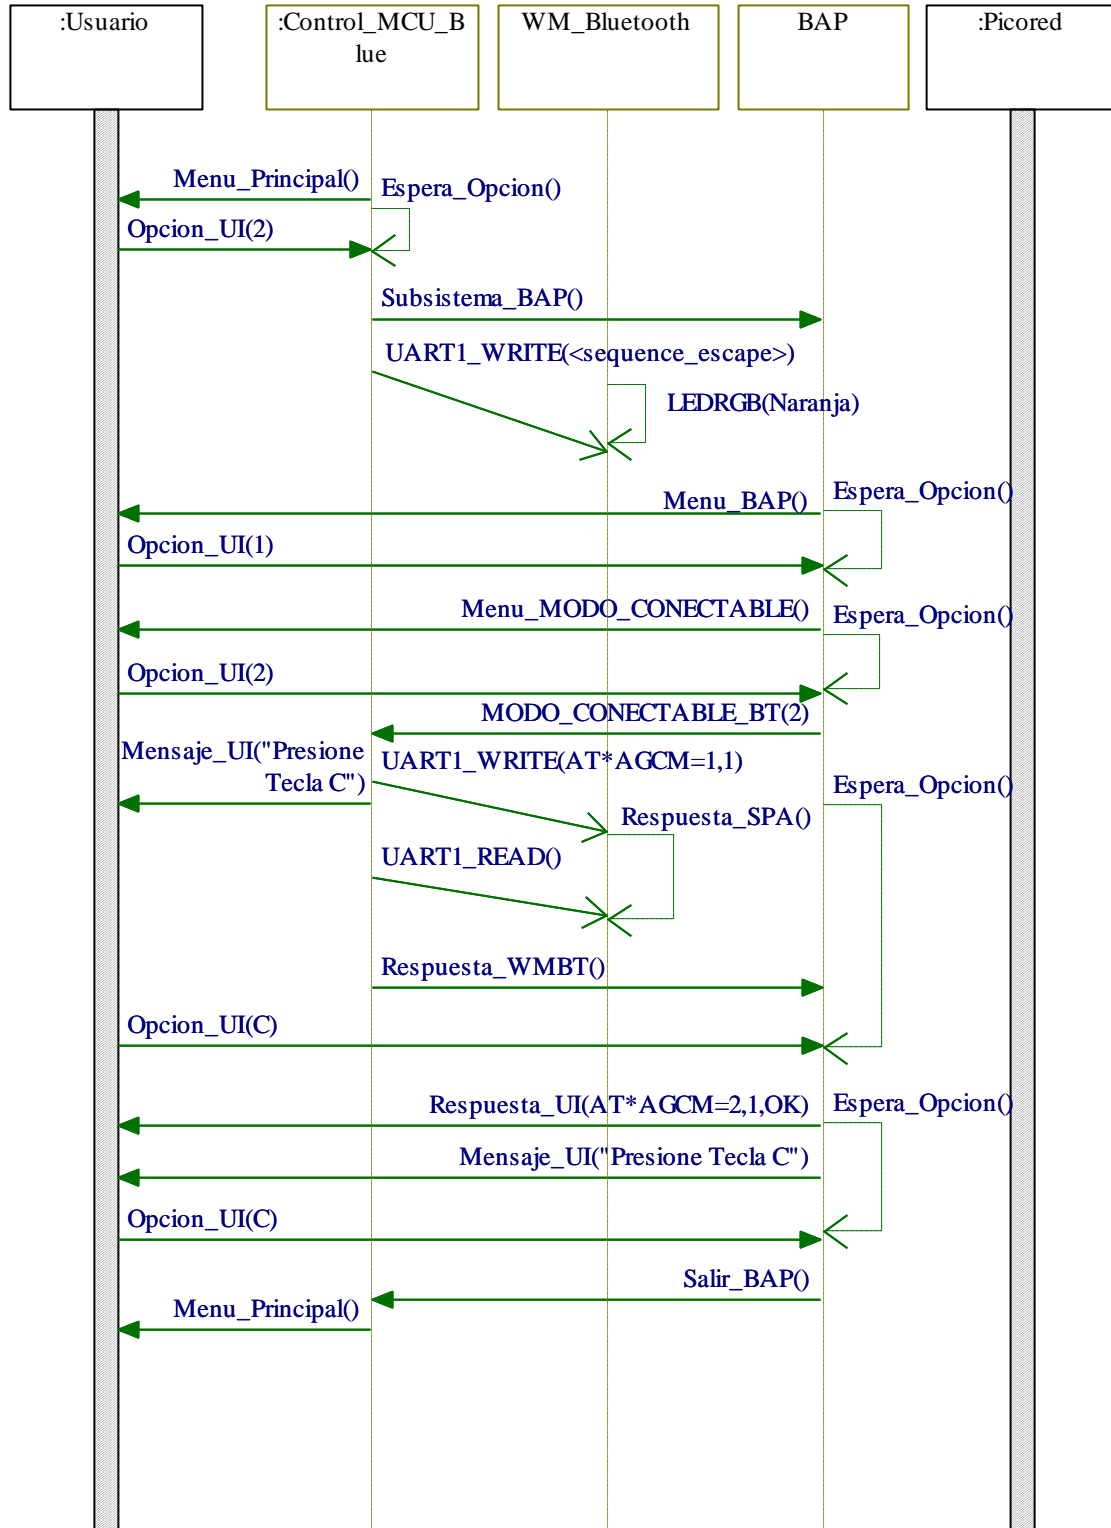 :Usuario
:Control_MCU_B
lue
WM_Bluetooth
BAP
:Picored
Menu_Principal()
Espera_Opcion()
Opcion_UI(2)
Subsistema_BAP()
UART1_WRITE(<sequence_escape>)
LEDRGB(Naranja)
Menu_BAP()
Espera_Opcion()
Opcion_UI(1)
Menu_MODO_CONECTABLE()
Espera_Opcion()
Opcion_UI(2)
MODO_CONECTABLE_BT(2)
Mensaje_UI("Presione
Tecla C")
UART1_WRITE(AT*AGCM=1,1)
Espera_Opcion()
Respuesta_SPA()
UART1_READ()
Respuesta_WMBT()
Opcion_UI(C)
Respuesta_UI(AT*AGCM=2,1,OK)
Espera_Opcion()
Mensaje_UI("Presione Tecla C")
Opcion_UI(C)
Salir_BAP()
Menu_Principal()